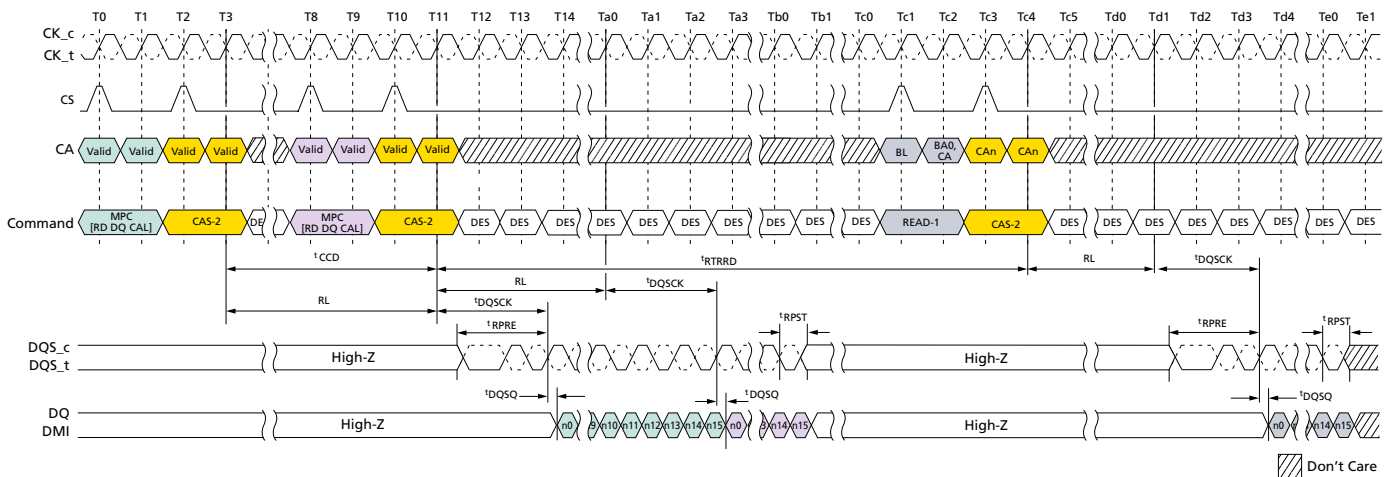 T0 T1 T2 T3 T8 T9 T10 T11 T12 T13 T14 Ta0 Ta1 Ta2 Ta3 Tb0 Tb1 Tc0 Tc1 Tc2 Tc3 Tc4 Tc5 Td0 Td1 Td2 Td3 Td4 Te0 Te1
CK_c
CK_t
CS
CA Valid Valid Valid Valid Valid Valid Valid Valid BL BA0, CA CAn CAn
Command MPC [RD DQ CAL] CAS-2 DE MPC [RD DQ CAL] CAS-2 DES DES DES DES DES DES DES DES DES DES READ-1 CAS-2 DES DES DES DES DES DES DES DES
tCCD tRTRRD RL tDQSCK
RL tDQSCK
RL tDQSCK
tRPRE tRPST tRPRE tRPST
DQS_c
DQS_t High-Z High-Z
tDQSQ tDQSQ tDQSQ
DQ
DMI High-Z n0 9 n10 n11 n12 n13 n14 n15 n0 3 n14 n15 High-Z n0 n14 n15
Don't Care